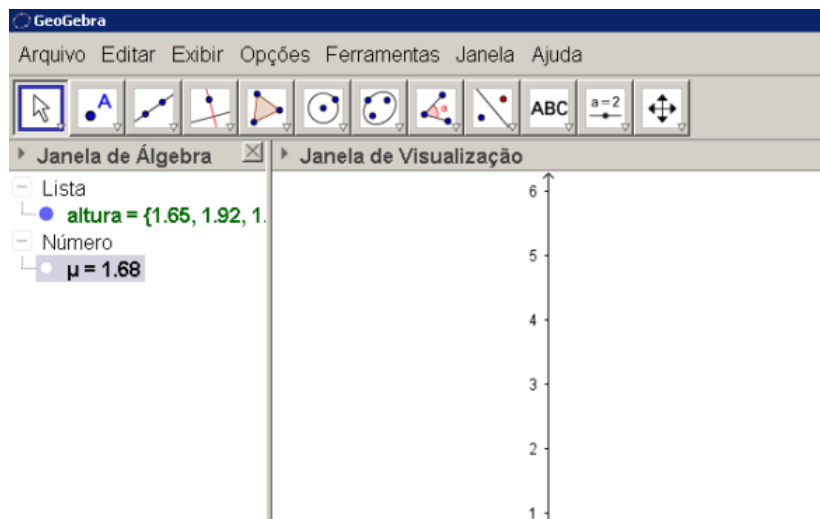 GeoGebra
Arquivo Editar Exibir Opções Ferramentas Janela Ajuda
A α ABC a=2
Janela de Álgebra
Janela de Visualização
Lista
altura = {1.65, 1.92, 1.
Número
μ = 1.68
6
5
4
3
2
1